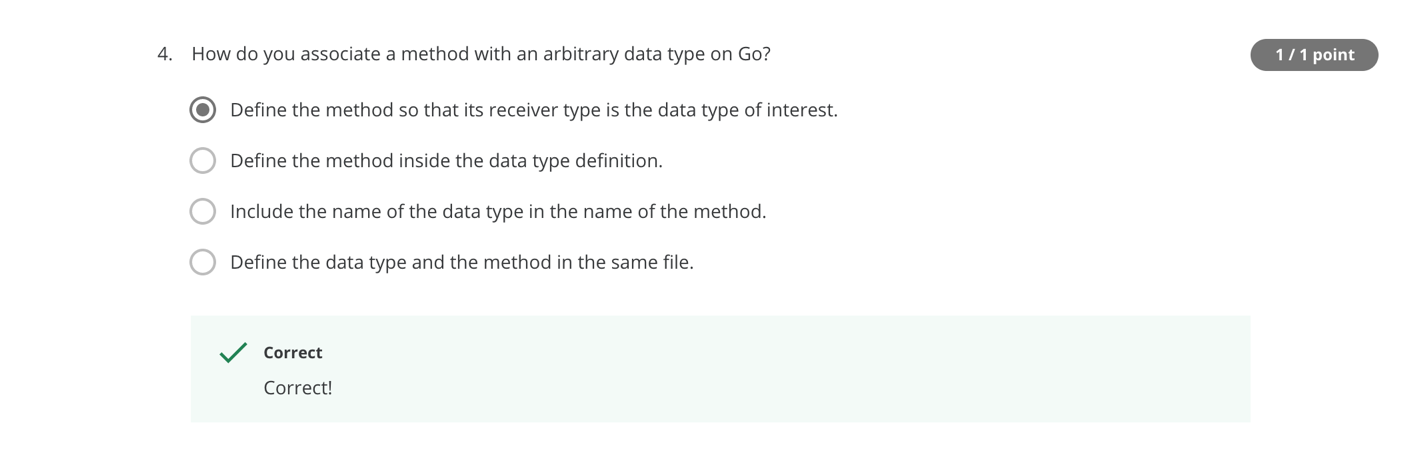 4. How do you associate a method with an arbitrary data type on Go?
1 / 1 point
Define the method so that its receiver type is the data type of interest.
Define the method inside the data type definition.
Include the name of the data type in the name of the method.
Define the data type and the method in the same file.
Correct
Correct!